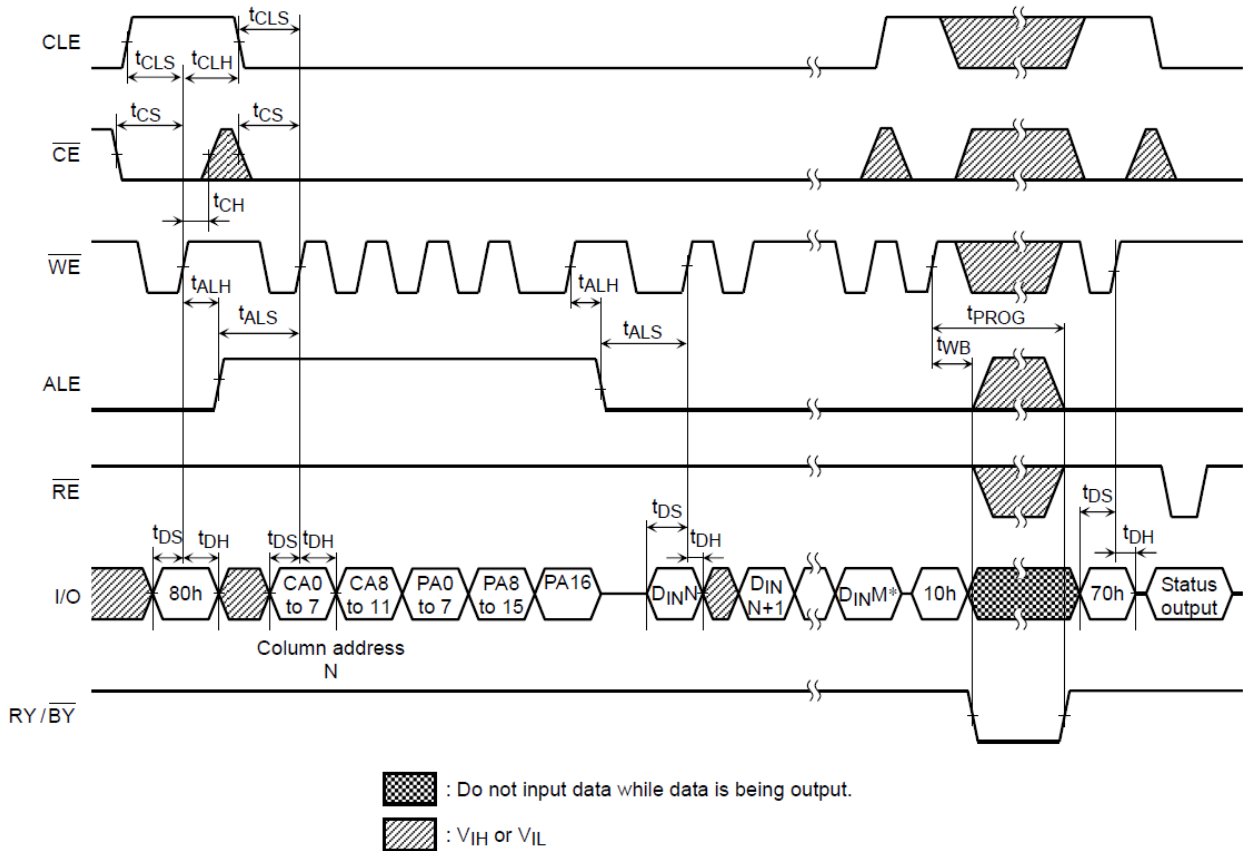 CLE
tCLS
tCLS
tCLH
CE
tCS
tCS
tCH
WE
tALH
tALS
tALH
tALS
tPROG
tWB
ALE
RE
tDS
tDH
tDS
tDH
tDS
tDH
tDS
tDH
I/O
80h
CA0 to 7
CA8 to 11
PA0 to 7
PA8 to 15
PA16
DINN
DIN N+1
DINM*
10h
70h
Status output
Column address
N
RY/BY
: Do not input data while data is being output.
: VIH or VIL